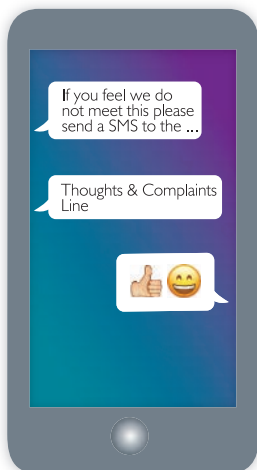 If you feel we do
not meet this please
send a SMS to the ...
Thoughts & Complaints
Line